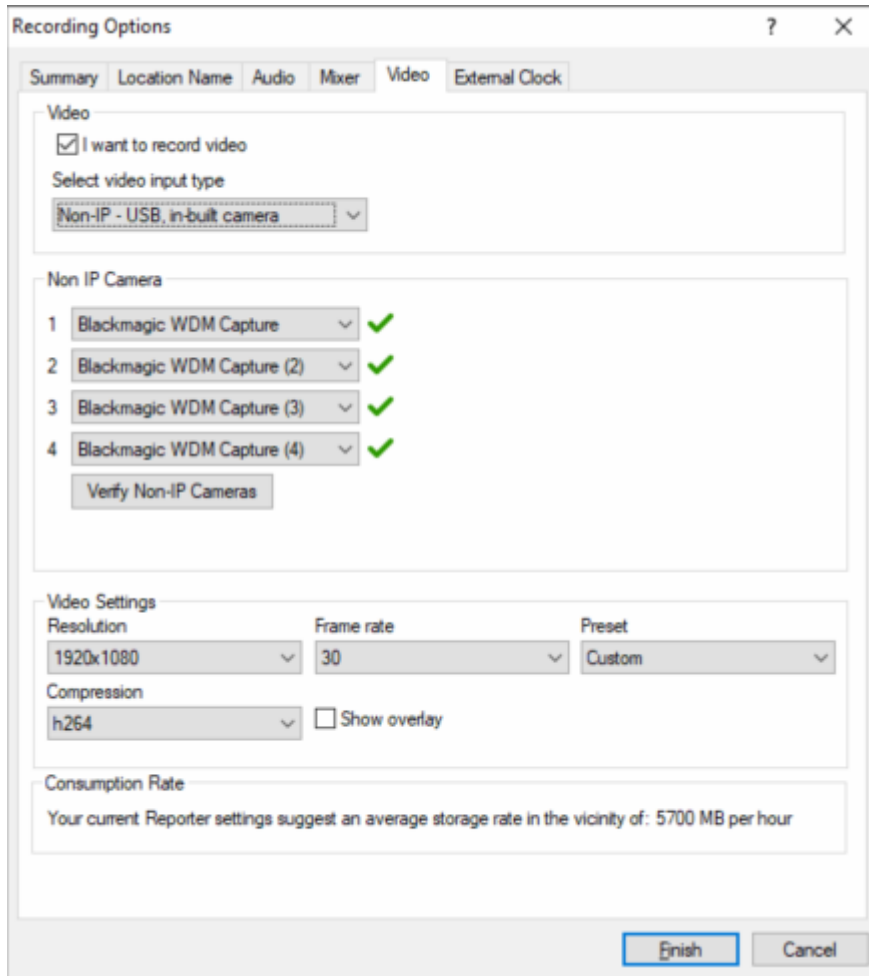 Recording Options ?
Summary Location Name Audio Mixer Video External Clock
Video
I want to record video
Select video input type
Non-IP - USB, in-built camera
Non IP Camera
1 Blackmagic WDM Capture
2 Blackmagic WDM Capture (2)
3 Blackmagic WDM Capture (3)
4 Blackmagic WDM Capture (4)
Verify Non-IP Cameras
Video Settings
Resolution Frame rate Preset
1920x1080 30 Custom
Compression
h264 Show overlay
Consumption Rate
Your current Reporter settings suggest an average storage rate in the vicinity of: 5700 MB per hour
Finish Cancel